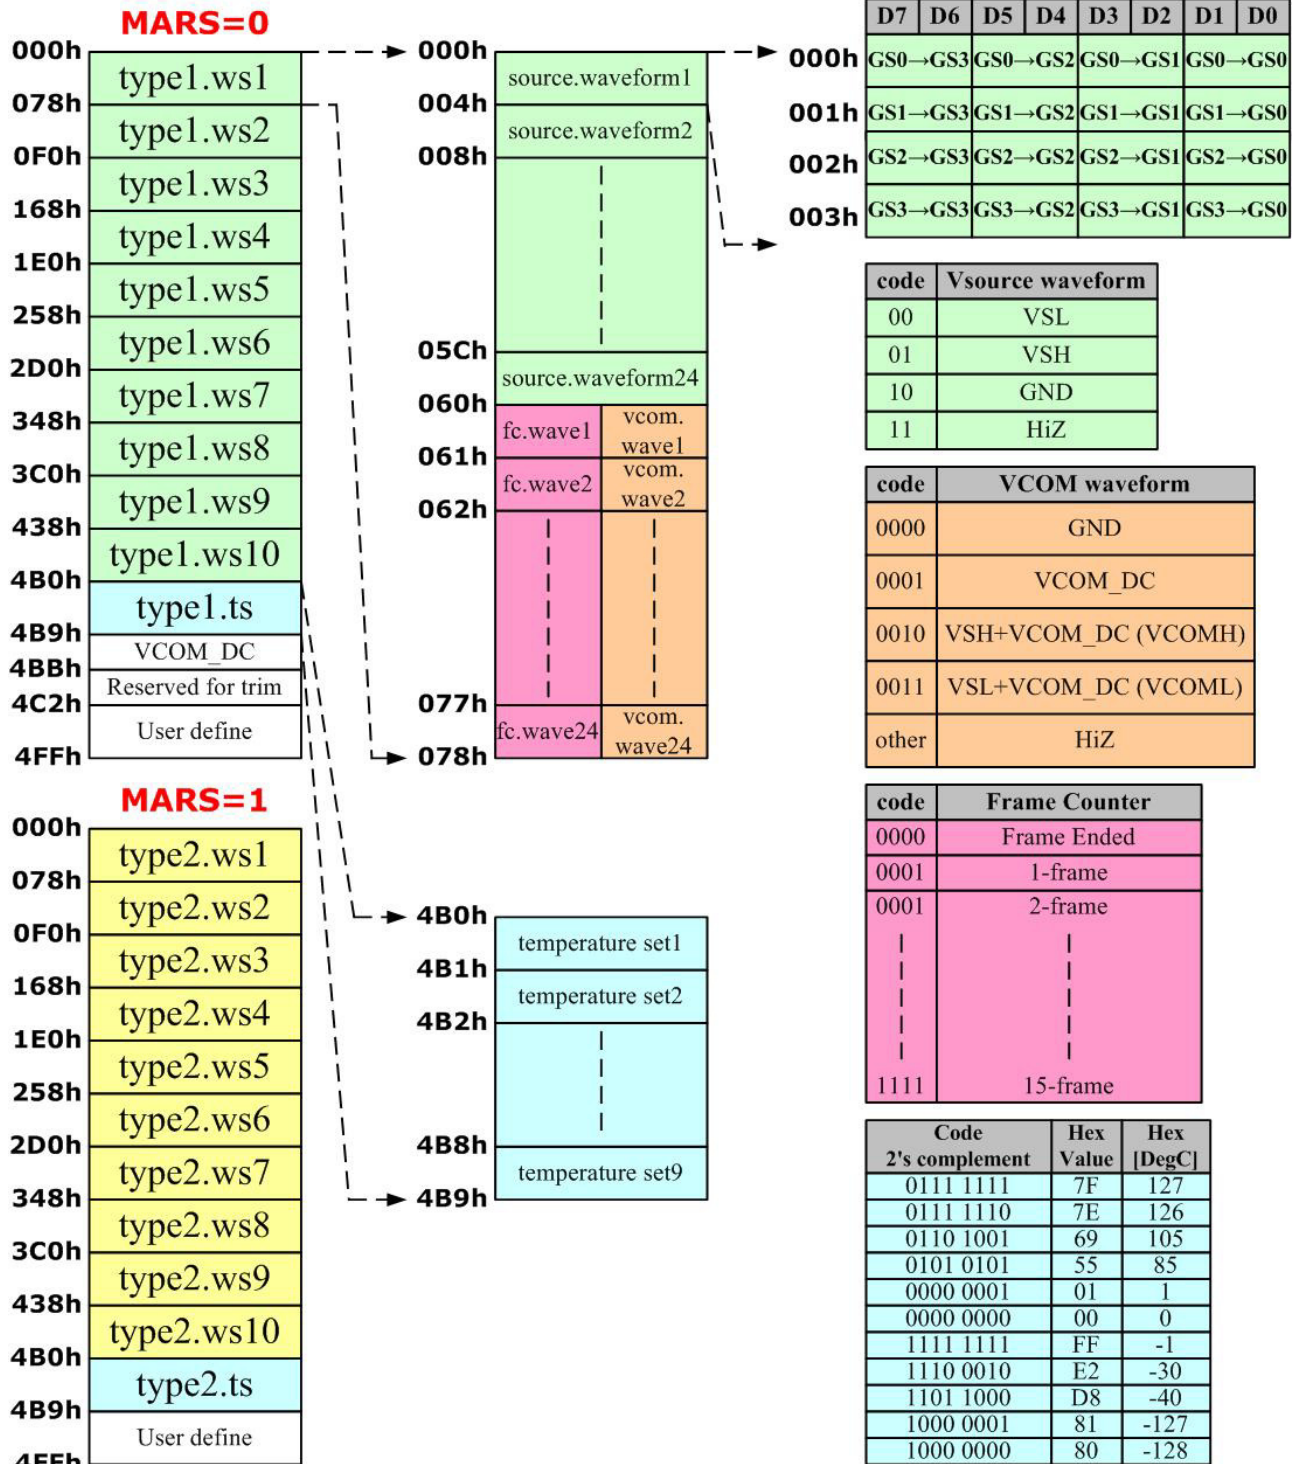 MARS=0
000h
type1.ws1
078h
type1.ws2
0F0h
type1.ws3
168h
type1.ws4
1E0h
type1.ws5
258h
type1.ws6
2D0h
type1.ws7
348h
type1.ws8
3C0h
type1.ws9
438h
type1.ws10
4B0h
type1.ts
4B9h
VCOM_DC
4BBh
Reserved for trim
4C2h
User define
4FFh
MARS=1
000h
type2.ws1
078h
type2.ws2
0F0h
type2.ws3
168h
type2.ws4
1E0h
type2.ws5
258h
type2.ws6
2D0h
type2.ws7
348h
type2.ws8
3C0h
type2.ws9
438h
type2.ws10
4B0h
type2.ts
4B9h
User define
4FFh
000h
source.waveform1
004h
source.waveform2
008h
05Ch
source.waveform24
060h
fc.wave1 vcom.
wave1
061h
fc.wave2 vcom.
wave2
062h
077h
fc.wave24 vcom.
wave24
078h
4B0h
temperature set1
4B1h
temperature set2
4B2h
4B8h
temperature set9
4B9h
D7 D6 D5 D4 D3 D2 D1 D0
000h GS0→GS3 GS0→GS2 GS0→GS1 GS0→GS0
001h GS1→GS3 GS1→GS2 GS1→GS1 GS1→GS0
002h GS2→GS3 GS2→GS2 GS2→GS1 GS2→GS0
003h GS3→GS3 GS3→GS2 GS3→GS1 GS3→GS0
code Vsource waveform
00 VSL
01 VSH
10 GND
11 HiZ
code VCOM waveform
0000 GND
0001 VCOM_DC
0010 VSH+VCOM_DC (VCOMH)
0011 VSL+VCOM_DC (VCOML)
other HiZ
code Frame Counter
0000 Frame Ended
0001 1-frame
0001 2-frame
1111 15-frame
Code Hex Hex
2's complement Value [DegC]
0111 1111 7F 127
0111 1110 7E 126
0110 1001 69 105
0101 0101 55 85
0000 0001 01 1
0000 0000 00 0
1111 1111 FF -1
1110 0010 E2 -30
1101 1000 D8 -40
1000 0001 81 -127
1000 0000 80 -128